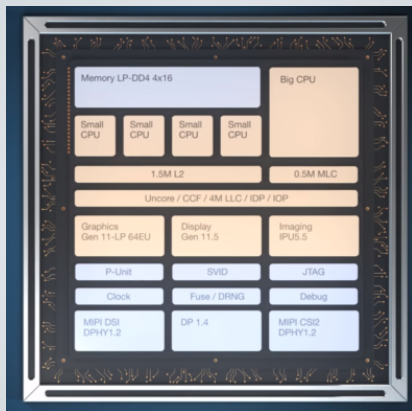 Memory LP-DD4 4x16
Big CPU
Small
CPU
Small
CPU
Small
CPU
Small
CPU
1.5M L2
0.5M MLC
Uncore / CCF / 4M LLC / IDP / IOP
Graphics
Gen 11-LP 64EU
Display
Gen 11.5
Imaging
IPU5.5
P-Unit
SVID
JTAG
Clock
Fuse / DRNG
Debug
MIPI DSI
DPHY1.2
DP 1.4
MIPI CSI2
DPHY1.2